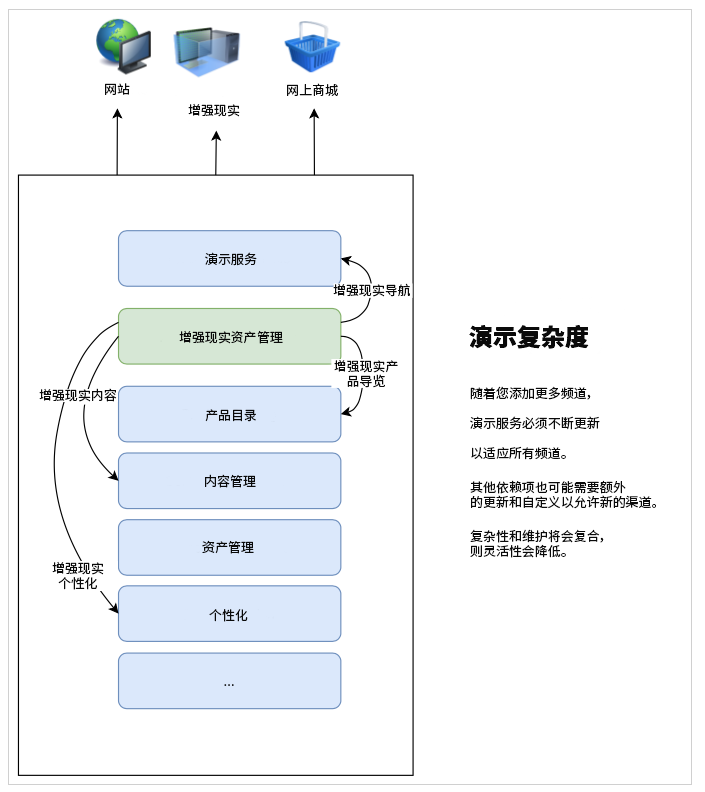 网站
增强现实
网上商城
演示服务
增强现实导航
增强现实资产管理
增强现实产
品导览
增强现实内容
产品目录
内容管理
资产管理
增强现实
个性化
个性化
...
演示复杂度
随着您添加更多频道，
演示服务必须不断更新
以适应所有频道。
其他依赖项也可能需要额外
的更新和自定义以允许新的渠道。
复杂性和维护将会复合，
则灵活性会降低。